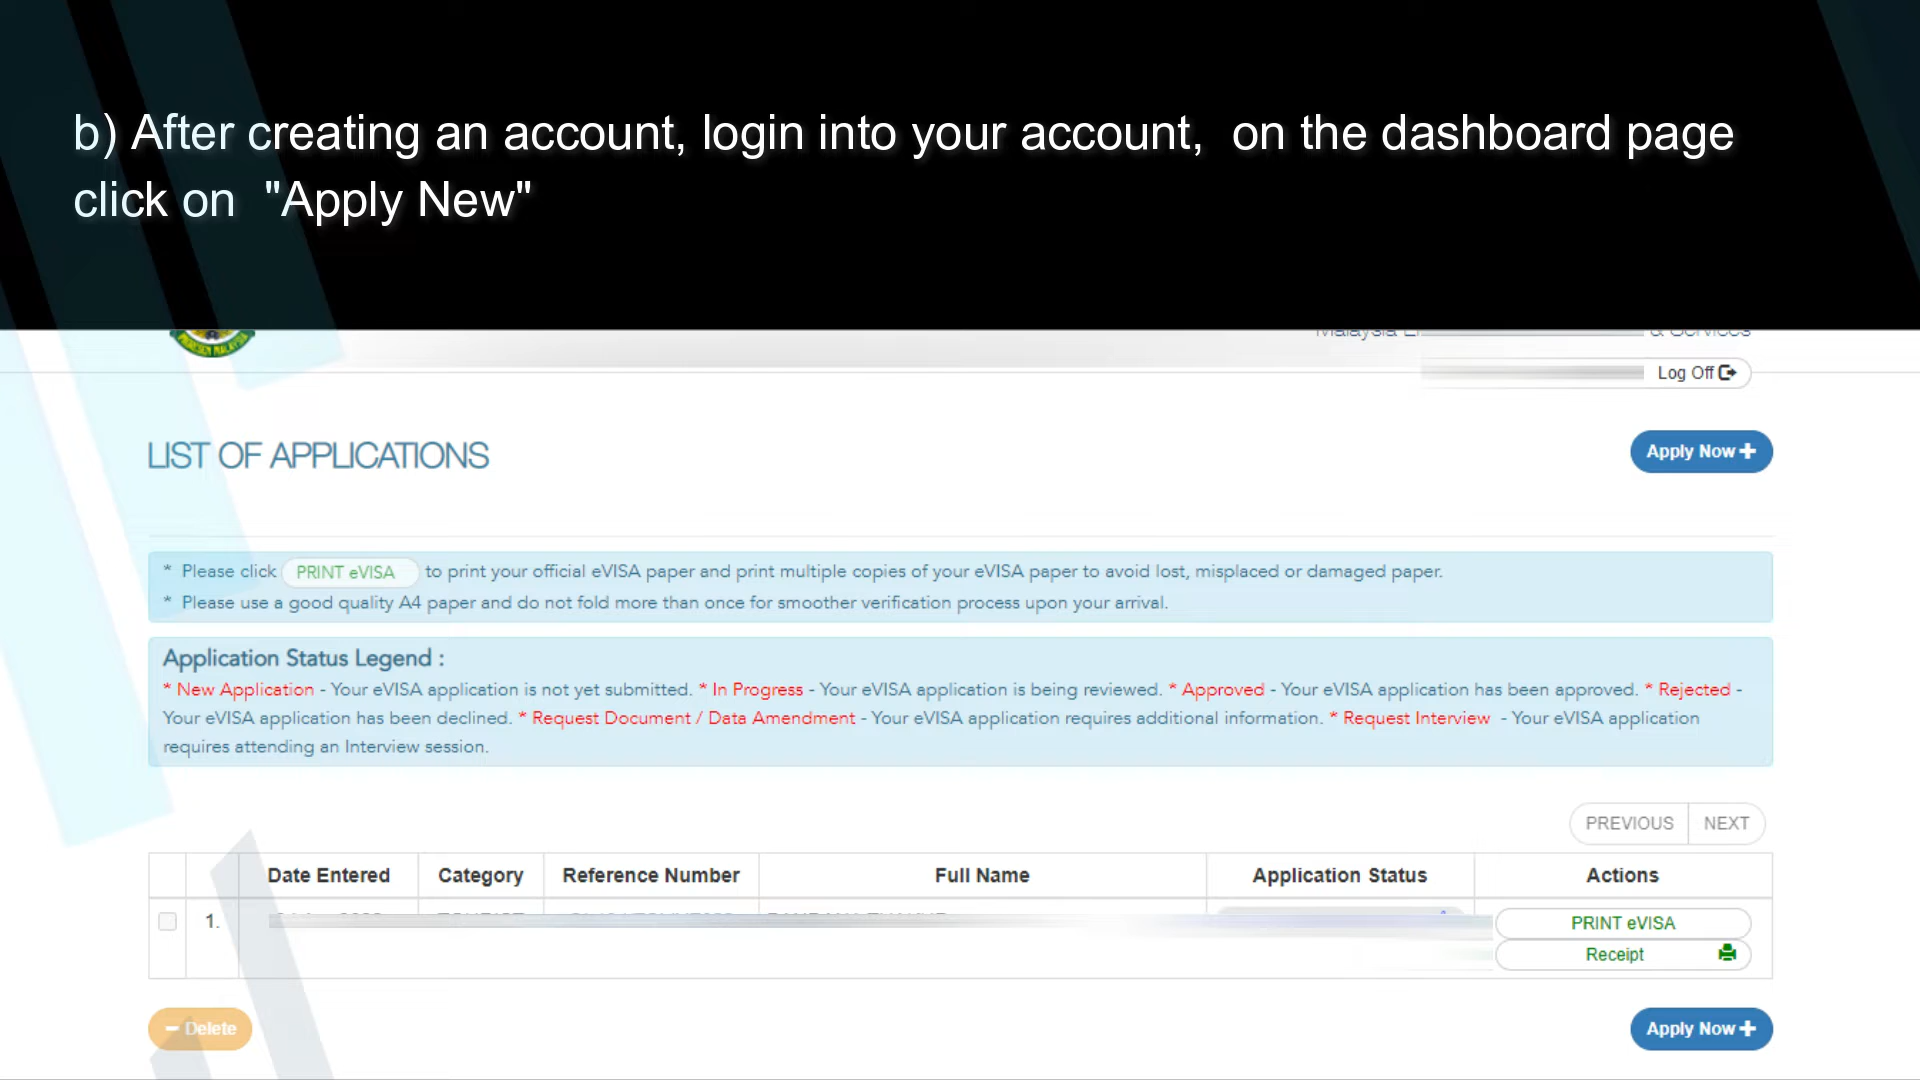 b) After creating an account, login into your account, on the dashboard page
click on "Apply New"
MALAYSIA
Malaysia
& Services
Log Off
LIST OF APPLICATIONS
Apply Now
* Please click PRINT eVISA to print your official eVISA paper and print multiple copies of your eVISA paper to avoid lost, misplaced or damaged paper.
* Please use a good quality A4 paper and do not fold more than once for smoother verification process upon your arrival.
Application Status Legend :
* New Application - Your eVISA application is not yet submitted. * In Progress - Your eVISA application is being reviewed. * Approved - Your eVISA application has been approved. * Rejected -
Your eVISA application has been declined. * Request Document / Data Amendment - Your eVISA application requires additional information. * Request Interview - Your eVISA application
requires attending an Interview session.
PREVIOUS NEXT
Date Entered Category Reference Number Full Name Application Status Actions
1. PRINT eVISA
Receipt
Delete Apply Now